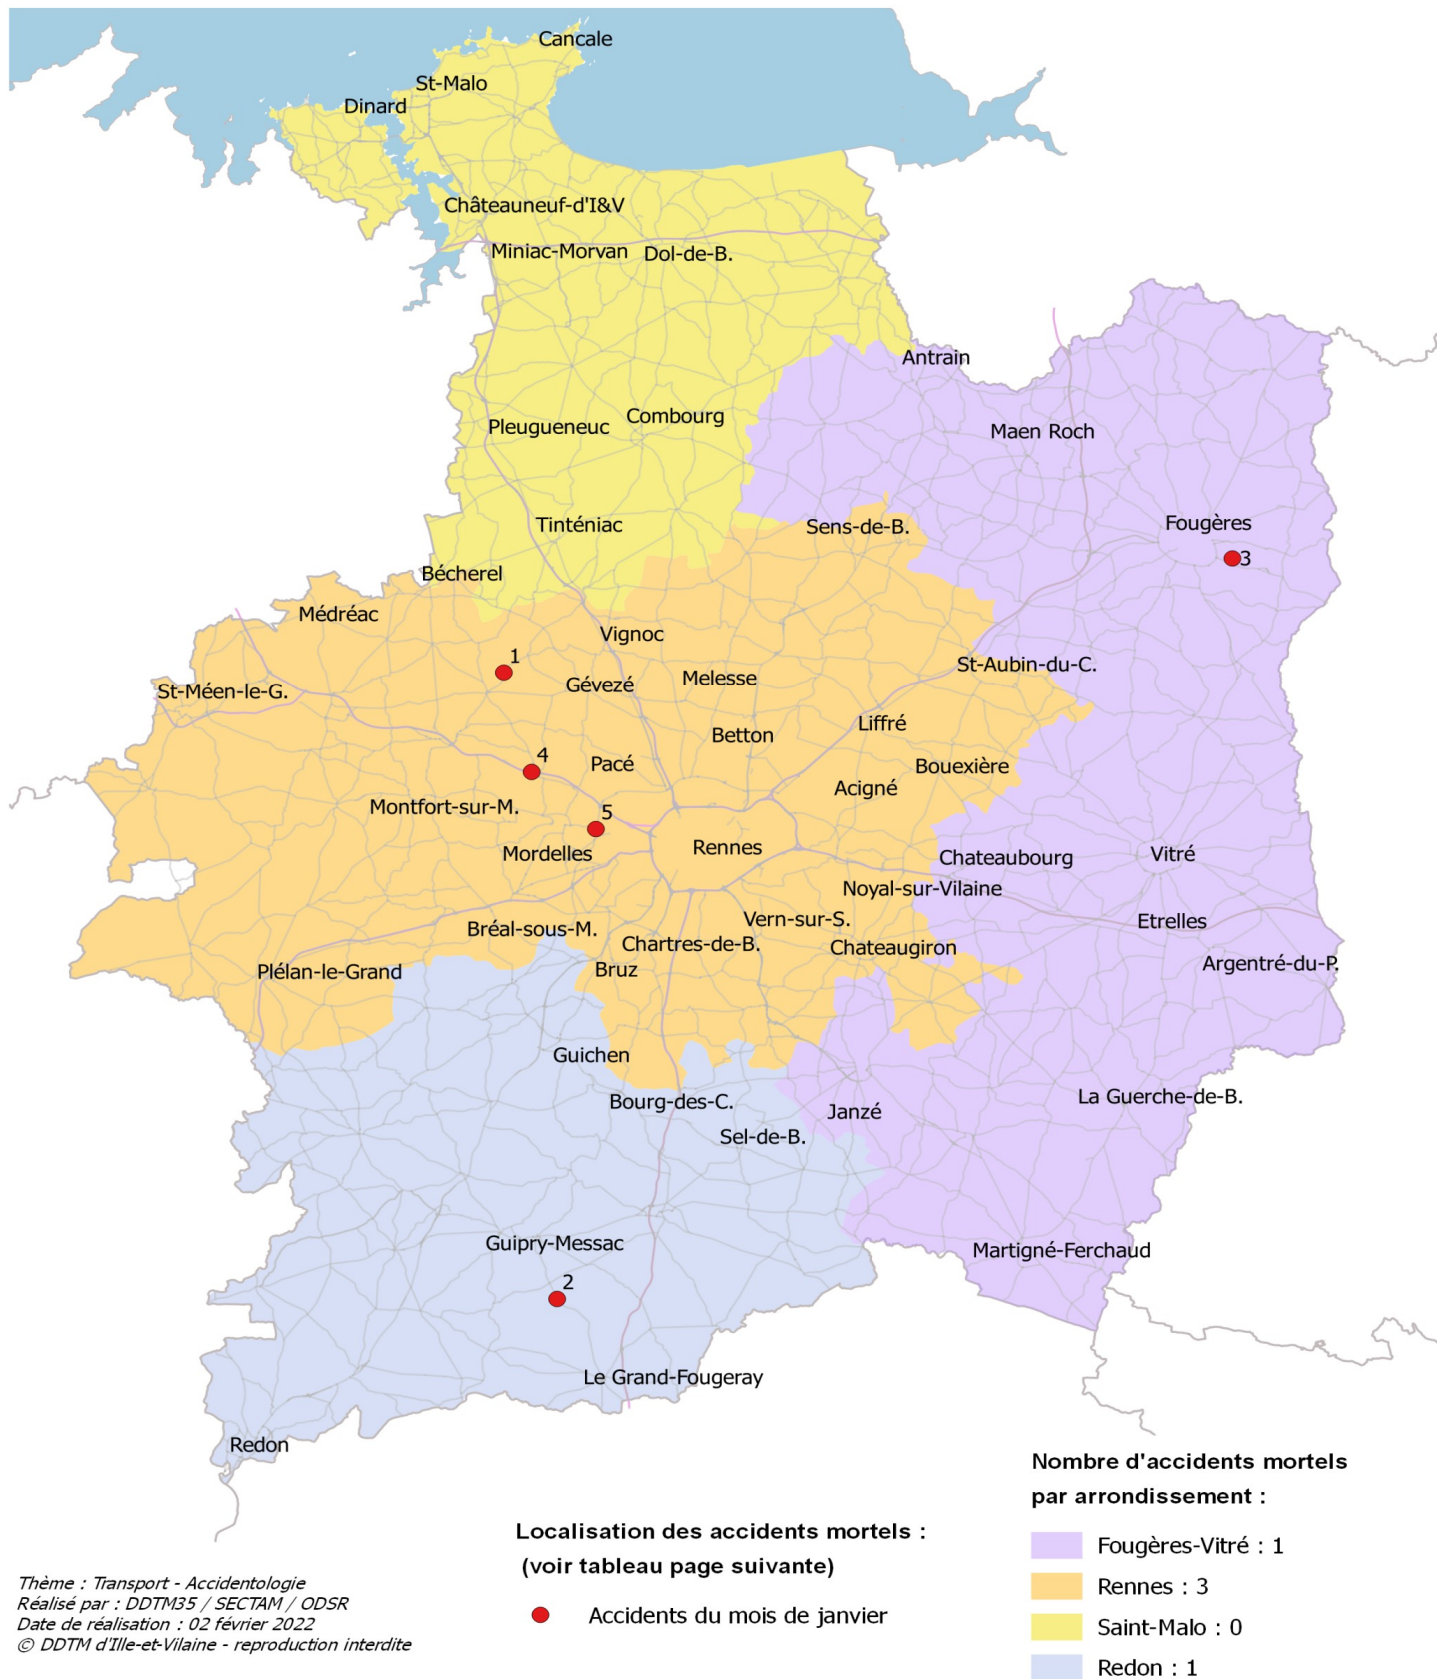 Cancale
St-Malo
Dinard
Châteauneuf-d'I&V
Miniac-Morvan
Dol-de-B.
Antrain
Combourg
Pleugueneuc
Maen Roch
Tinténiac
Sens-de-B.
Fougères
3
Bécherel
Médréac
Vignoc
1
St-Aubin-du-C.
Gévezé
Melesse
St-Méen-le-G.
Liffré
Betton
4
Pacé
Bouexière
Acigné
Montfort-sur-M.
5
Mordelles
Rennes
Chateaubourg
Vitré
Noyal-sur-Vilaine
Vern-sur-S.
Etrelles
Bréal-sous-M.
Chartres-de-B.
Chateaugiron
Argentré-du-P.
Plélan-le-Grand
Bruz
Guichen
La Guerche-de-B.
Bourg-des-C.
Janzé
Sel-de-B.
Guipry-Messac
Martigné-Ferchaud
2
Le Grand-Fougeray
Redon
Nombre d'accidents mortels
par arrondissement :
Fougères-Vitré : 1
Rennes : 3
Saint-Malo : 0
Redon : 1
Localisation des accidents mortels :
(voir tableau page suivante)
Accidents du mois de janvier
Thème : Transport - Accidentologie
Réalisé par : DDTM35 / SECTAM / ODSR
Date de réalisation : 02 février 2022
© DDTM d'Ille-et-Vilaine - reproduction interdite